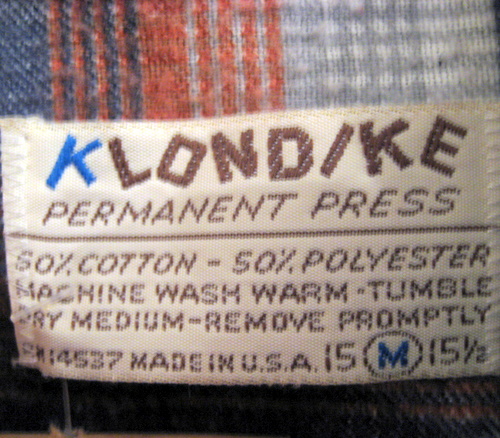 KLONDIKE
PERMANENT PRESS
50% COTTON - 50% POLYESTER
MACHINE WASH WARM - TUMBLE
DRY MEDIUM - REMOVE PROMPTLY
14537 MADE IN U.S.A. 15 M 15½